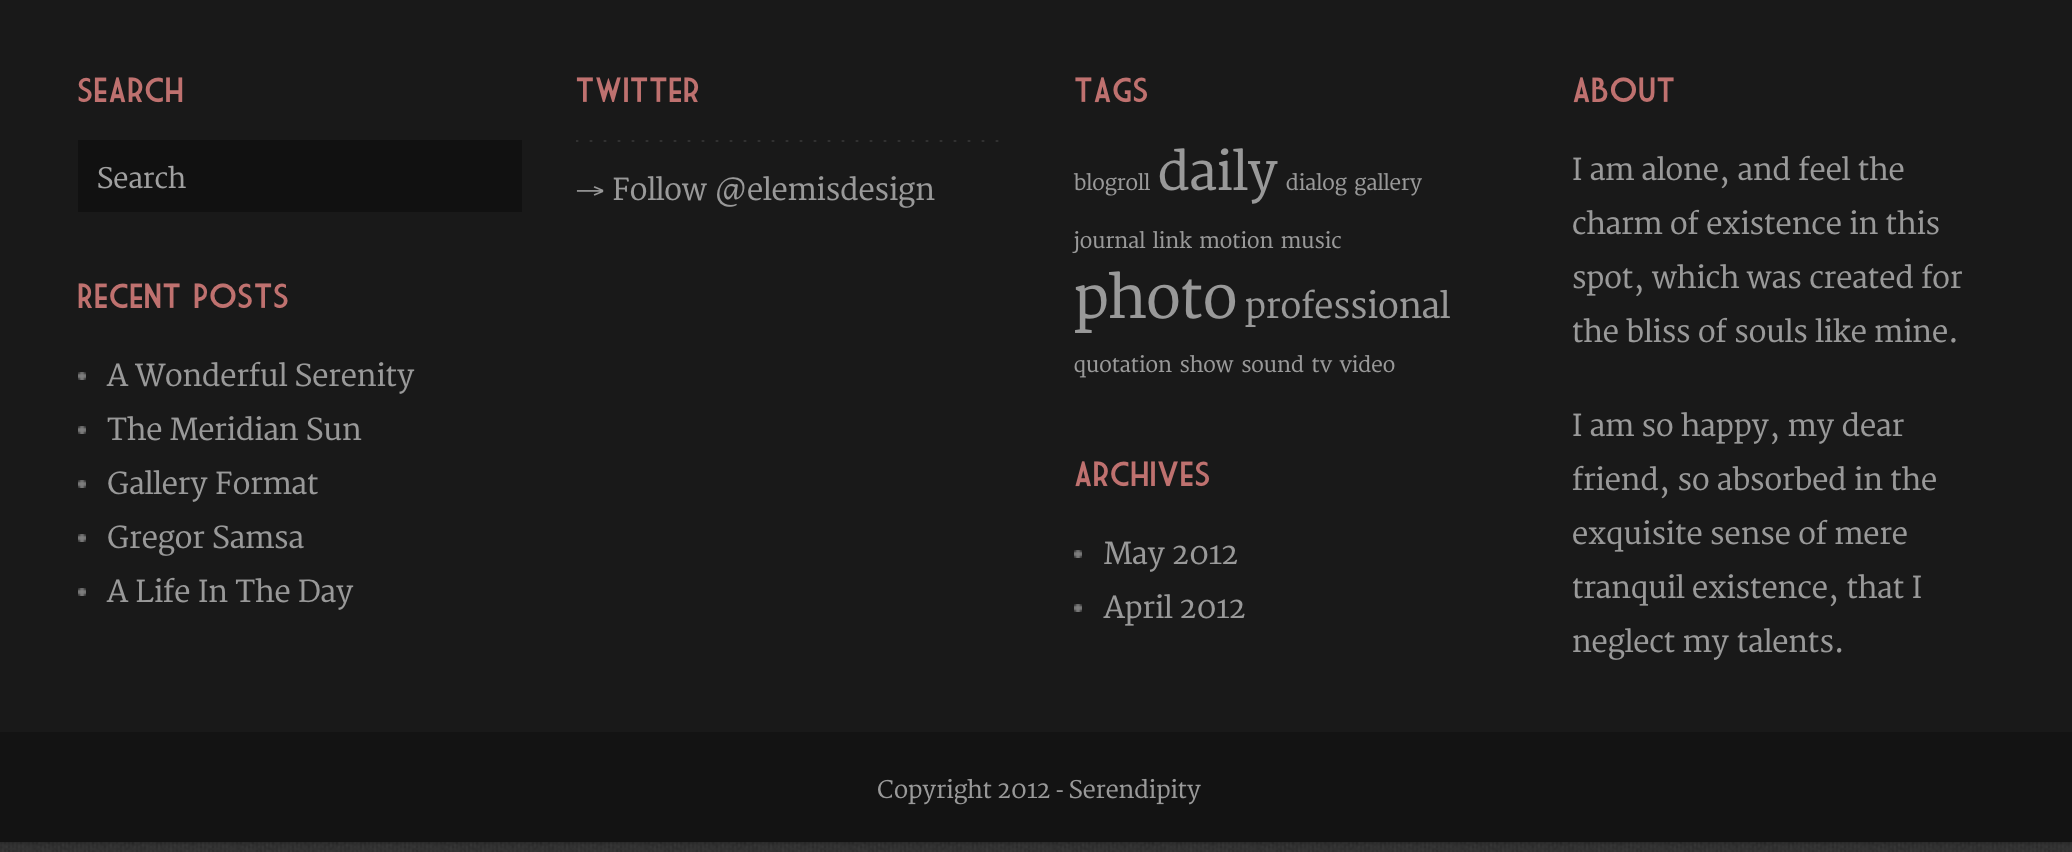 SEARCH
Search
RECENT POSTS
A Wonderful Serenity
The Meridian Sun
Gallery Format
Gregor Samsa
A Life In The Day
TWITTER
→ Follow @elemisdesign
TAGS
blogroll daily dialog gallery
journal link motion music
photo professional
quotation show sound tv video
ARCHIVES
May 2012
April 2012
ABOUT
I am alone, and feel the
charm of existence in this
spot, which was created for
the bliss of souls like mine.
I am so happy, my dear
friend, so absorbed in the
exquisite sense of mere
tranquil existence, that I
neglect my talents.
Copyright 2012 - Serendipity